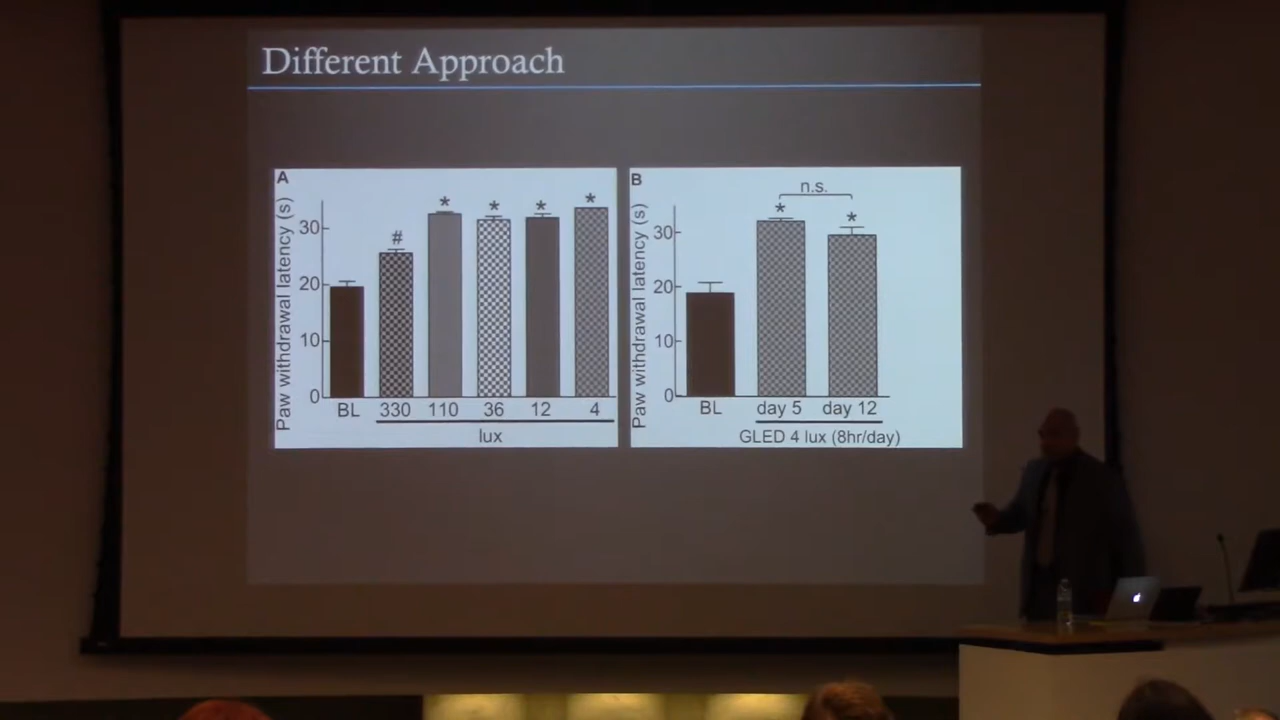 Different Approach
A
Paw withdrawal latency (s)
30
20
10
0
#
*
*
*
*
BL 330 110 36 12 4
lux
B
Paw withdrawal latency (s)
30
20
10
0
n.s.
*
*
BL day 5 day 12
GLED 4 lux (8hr/day)